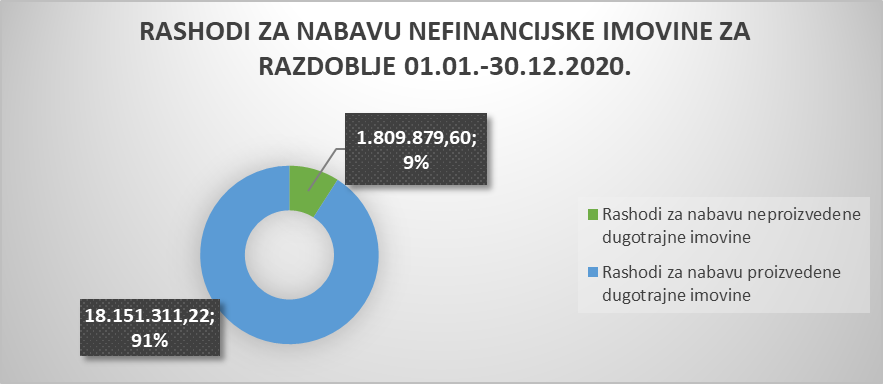 RASHODI ZA NABAVU NEFINANCIJSKE IMOVINE ZA
RAZDOBLJE 01.01.-30.12.2020.
1.809.879,60;
9%
18.151.311,22;
91%
Rashodi za nabavu neproizvedene
dugotrajne imovine
Rashodi za nabavu proizvedene
dugotrajne imovine